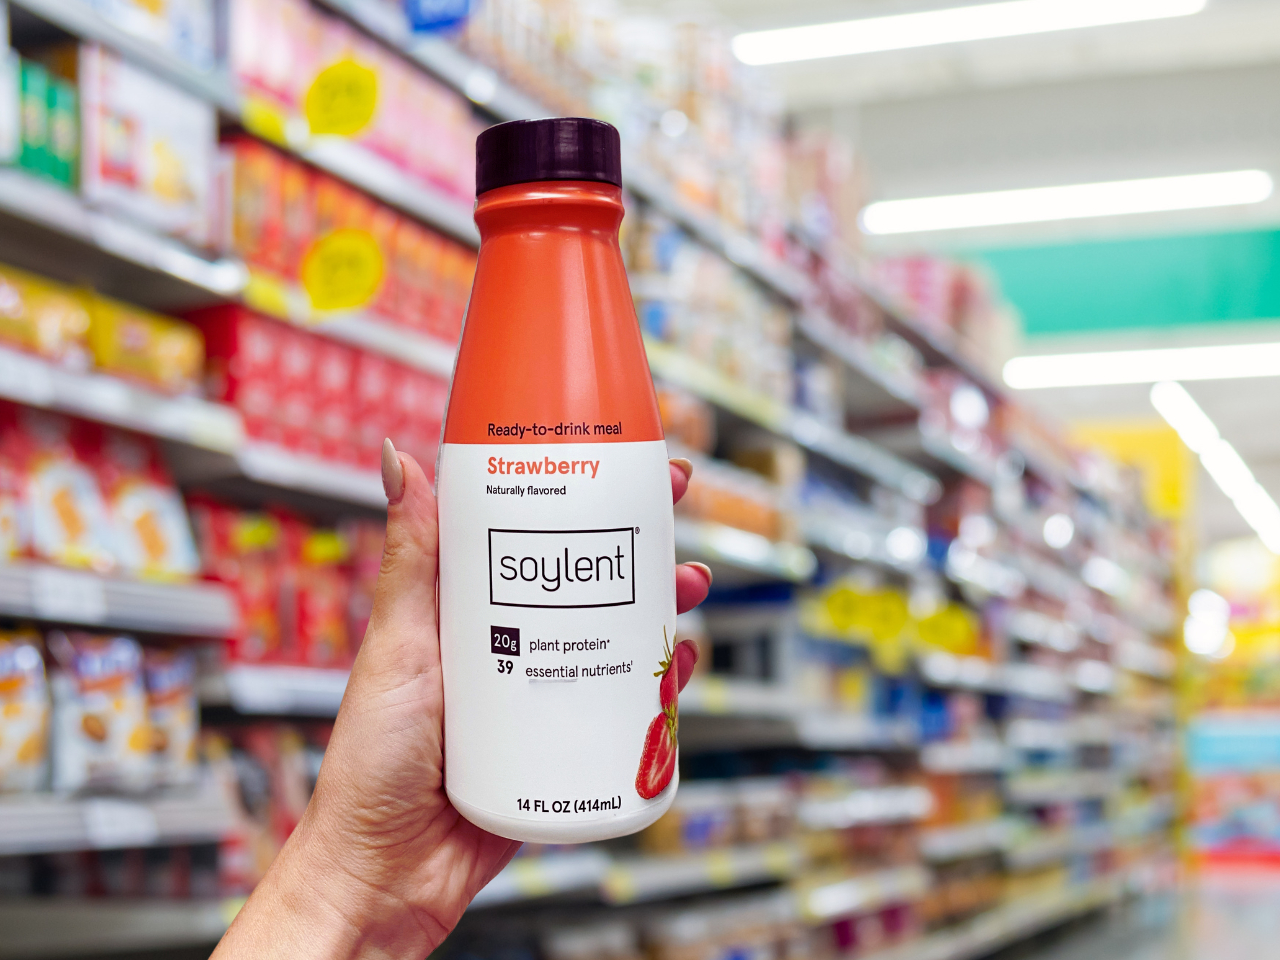 Ready-to-drink meal
Strawberry
Naturally flavored
soylent®
20g plant protein*
39 essential nutrients†
14 FL OZ (414mL)